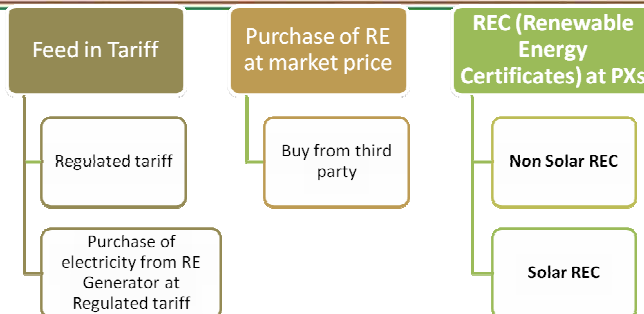 Feed in Tariff
Regulated tariff
Purchase of
electricity from RE
Generator at
Regulated tariff
Purchase of RE
at market price
Buy from third
party
REC (Renewable
Energy
Certificates) at PXs
Non Solar REC
Solar REC